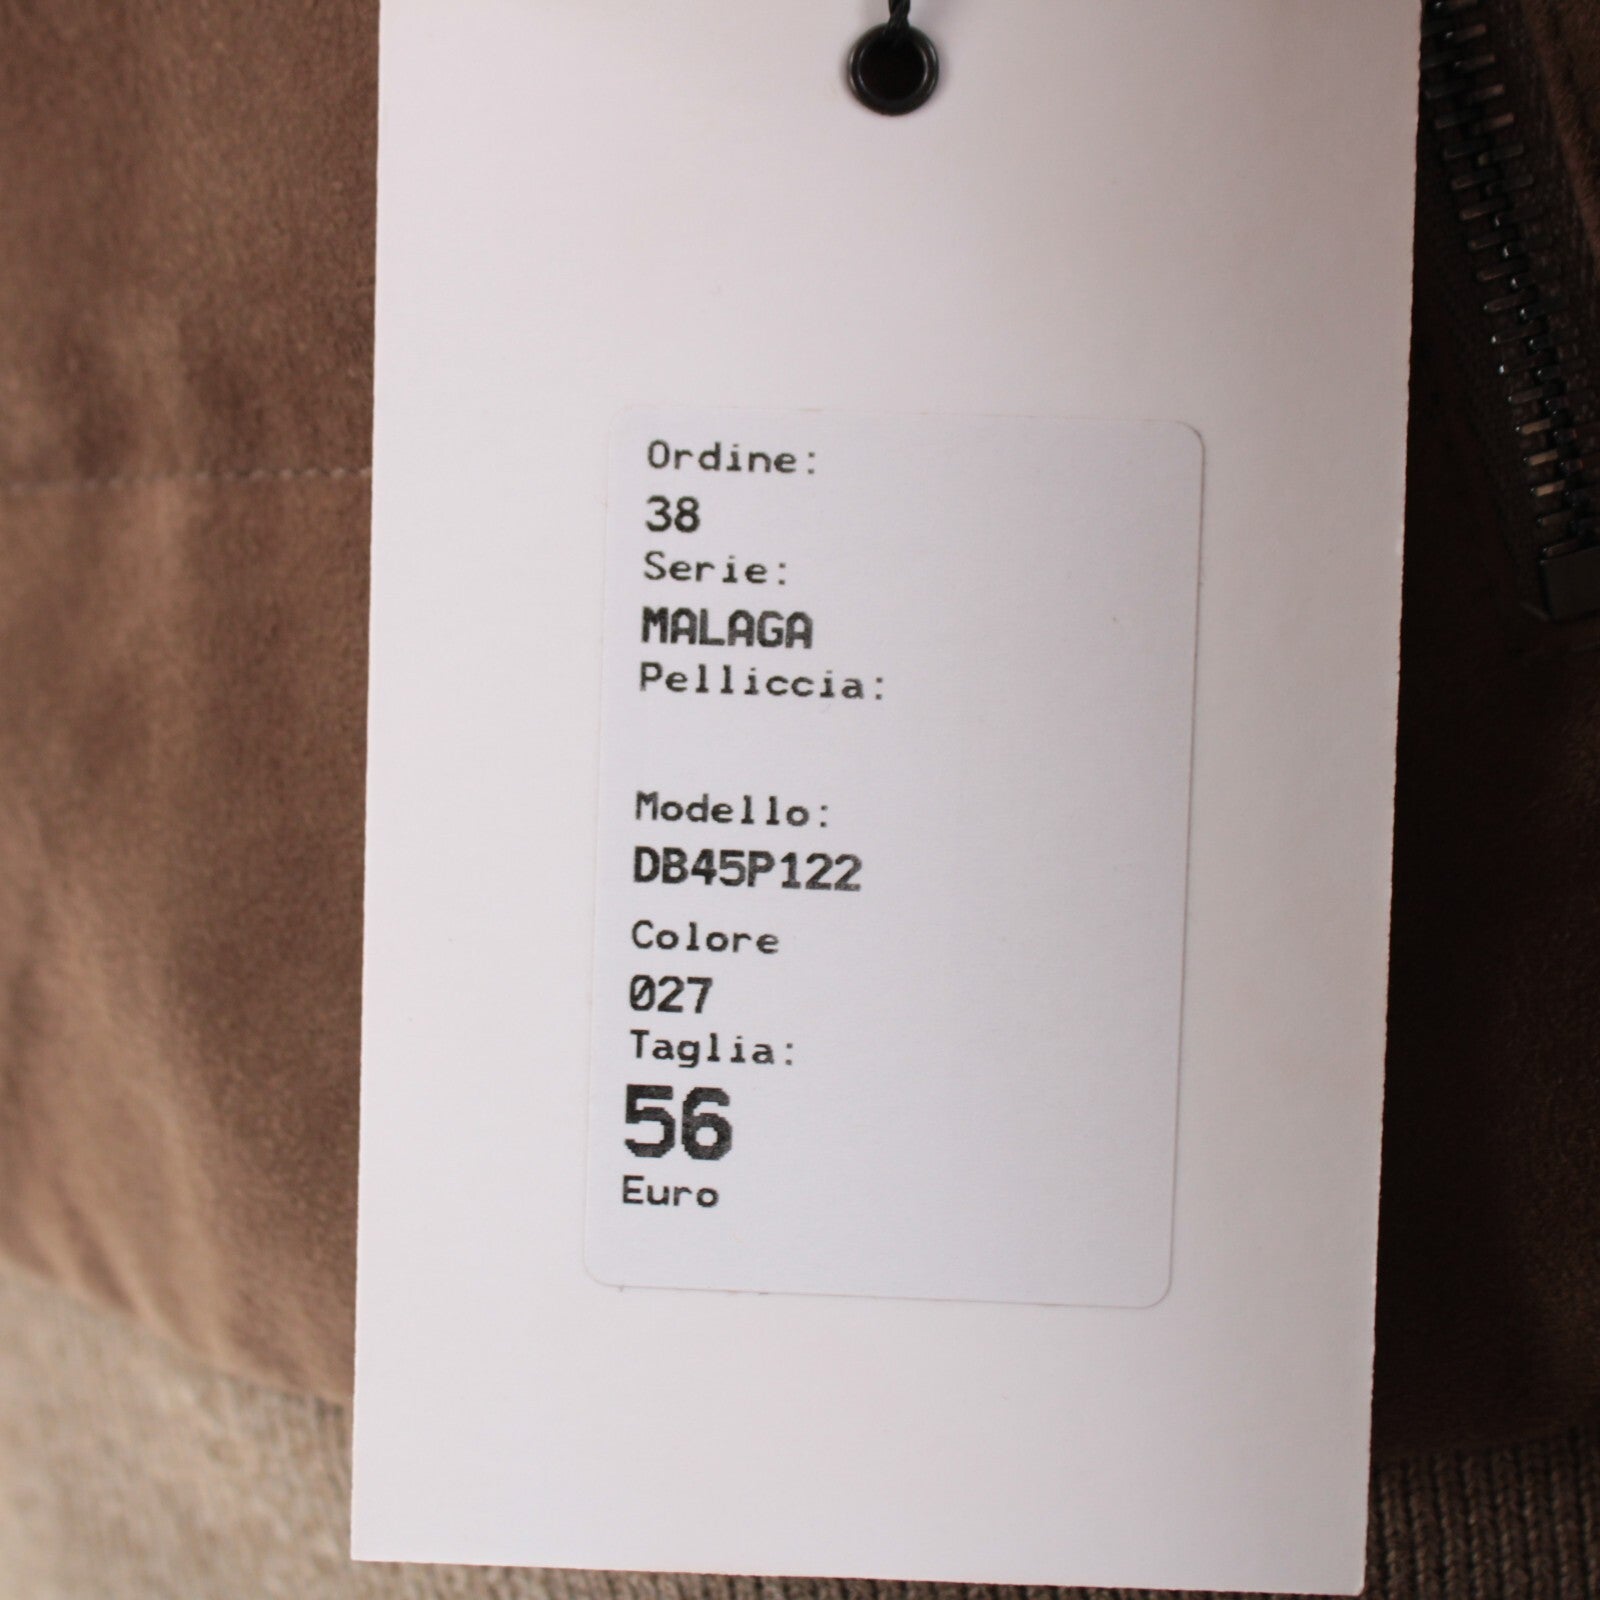 Ordine:
38
Serie:
MALAGA
Pelliccia:
Modello:
DB45P122
Colore
027
Taglia:
56
Euro